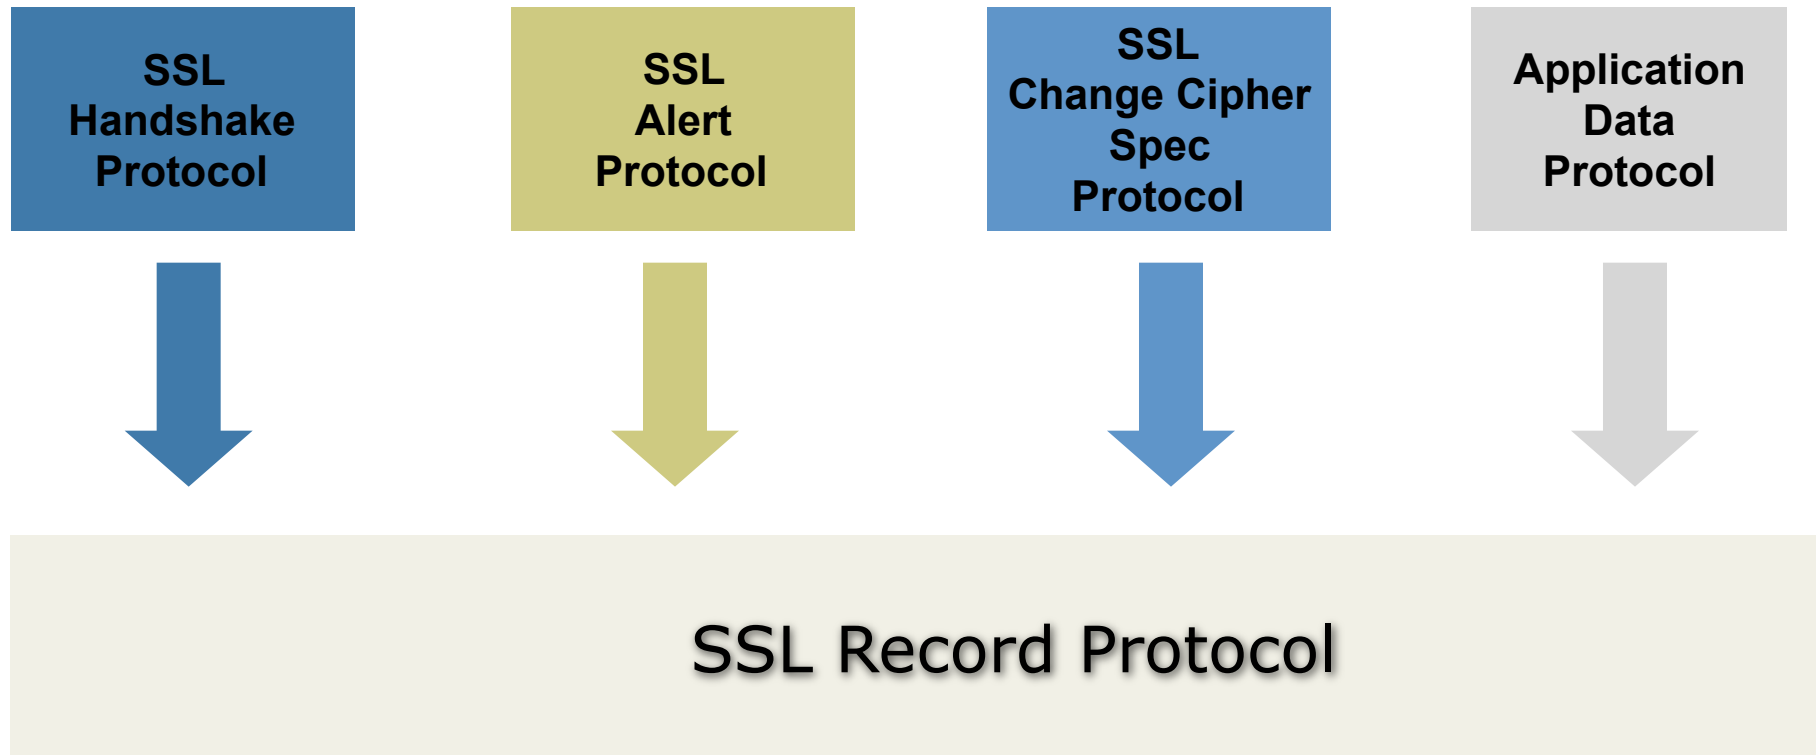 SSL
Handshake
Protocol
SSL
Alert
Protocol
SSL
Change Cipher
Spec
Protocol
Application
Data
Protocol
SSL Record Protocol